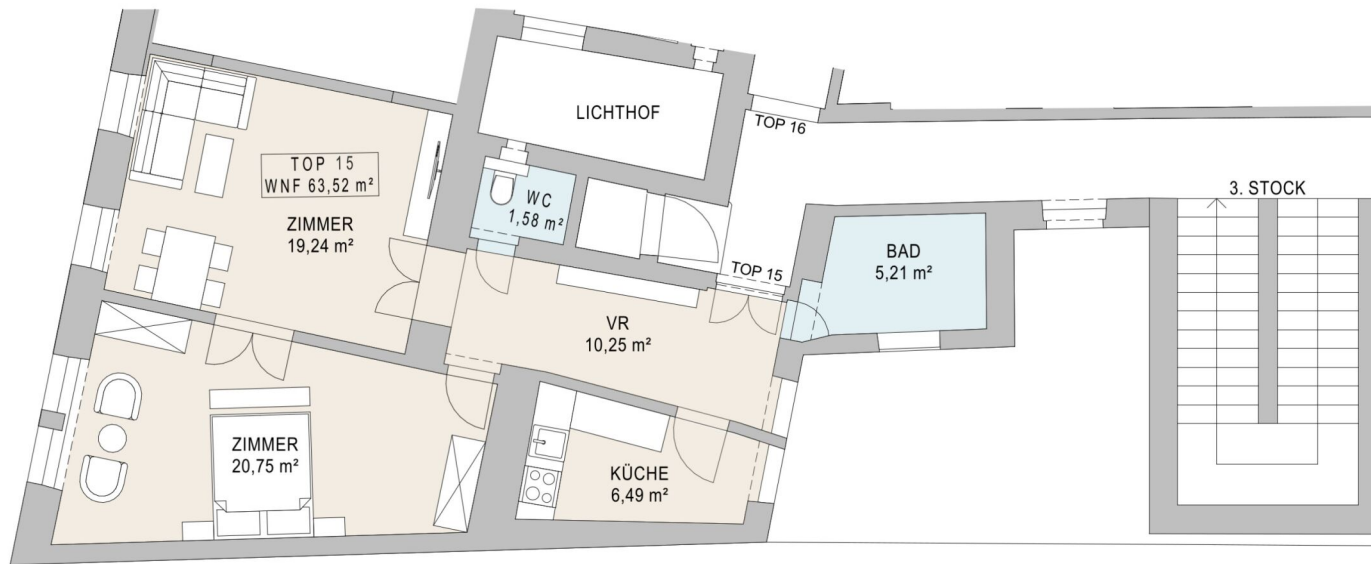 LICHTHOF
TOP 16
TOP 15
WNF 63,52 m²
ZIMMER
19,24 m²
WC
1,58 m²
3. STOCK
BAD
5,21 m²
TOP 15
VR
10,25 m²
ZIMMER
20,75 m²
KÜCHE
6,49 m²